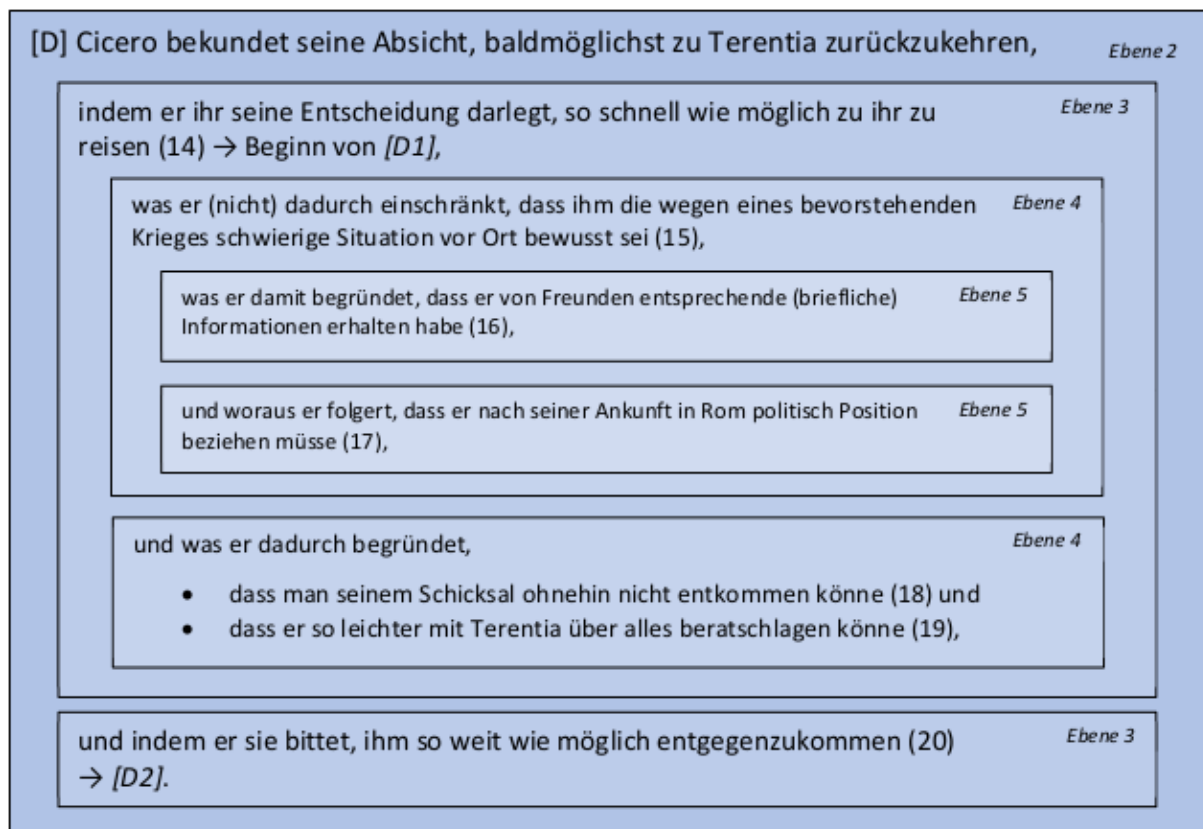 [D] Cicero bekundet seine Absicht, baldmöglichst zu Terentia zurückzukehren, Ebene 2
indem er ihr seine Entscheidung darlegt, so schnell wie möglich zu ihr zu Ebene 3
reisen (14) → Beginn von [D1],
was er (nicht) dadurch einschränkt, dass ihm die wegen eines bevorstehenden Ebene 4
Krieges schwierige Situation vor Ort bewusst sei (15),
was er damit begründet, dass er von Freunden entsprechende (briefliche) Ebene 5
Informationen erhalten habe (16),
und woraus er folgert, dass er nach seiner Ankunft in Rom politisch Position Ebene 5
beziehen müsse (17),
und was er dadurch begründet, Ebene 4
• dass man seinem Schicksal ohnehin nicht entkommen könne (18) und
• dass er so leichter mit Terentia über alles beratschlagen könne (19),
und indem er sie bittet, ihm so weit wie möglich entgegenzukommen (20) Ebene 3
→ [D2].